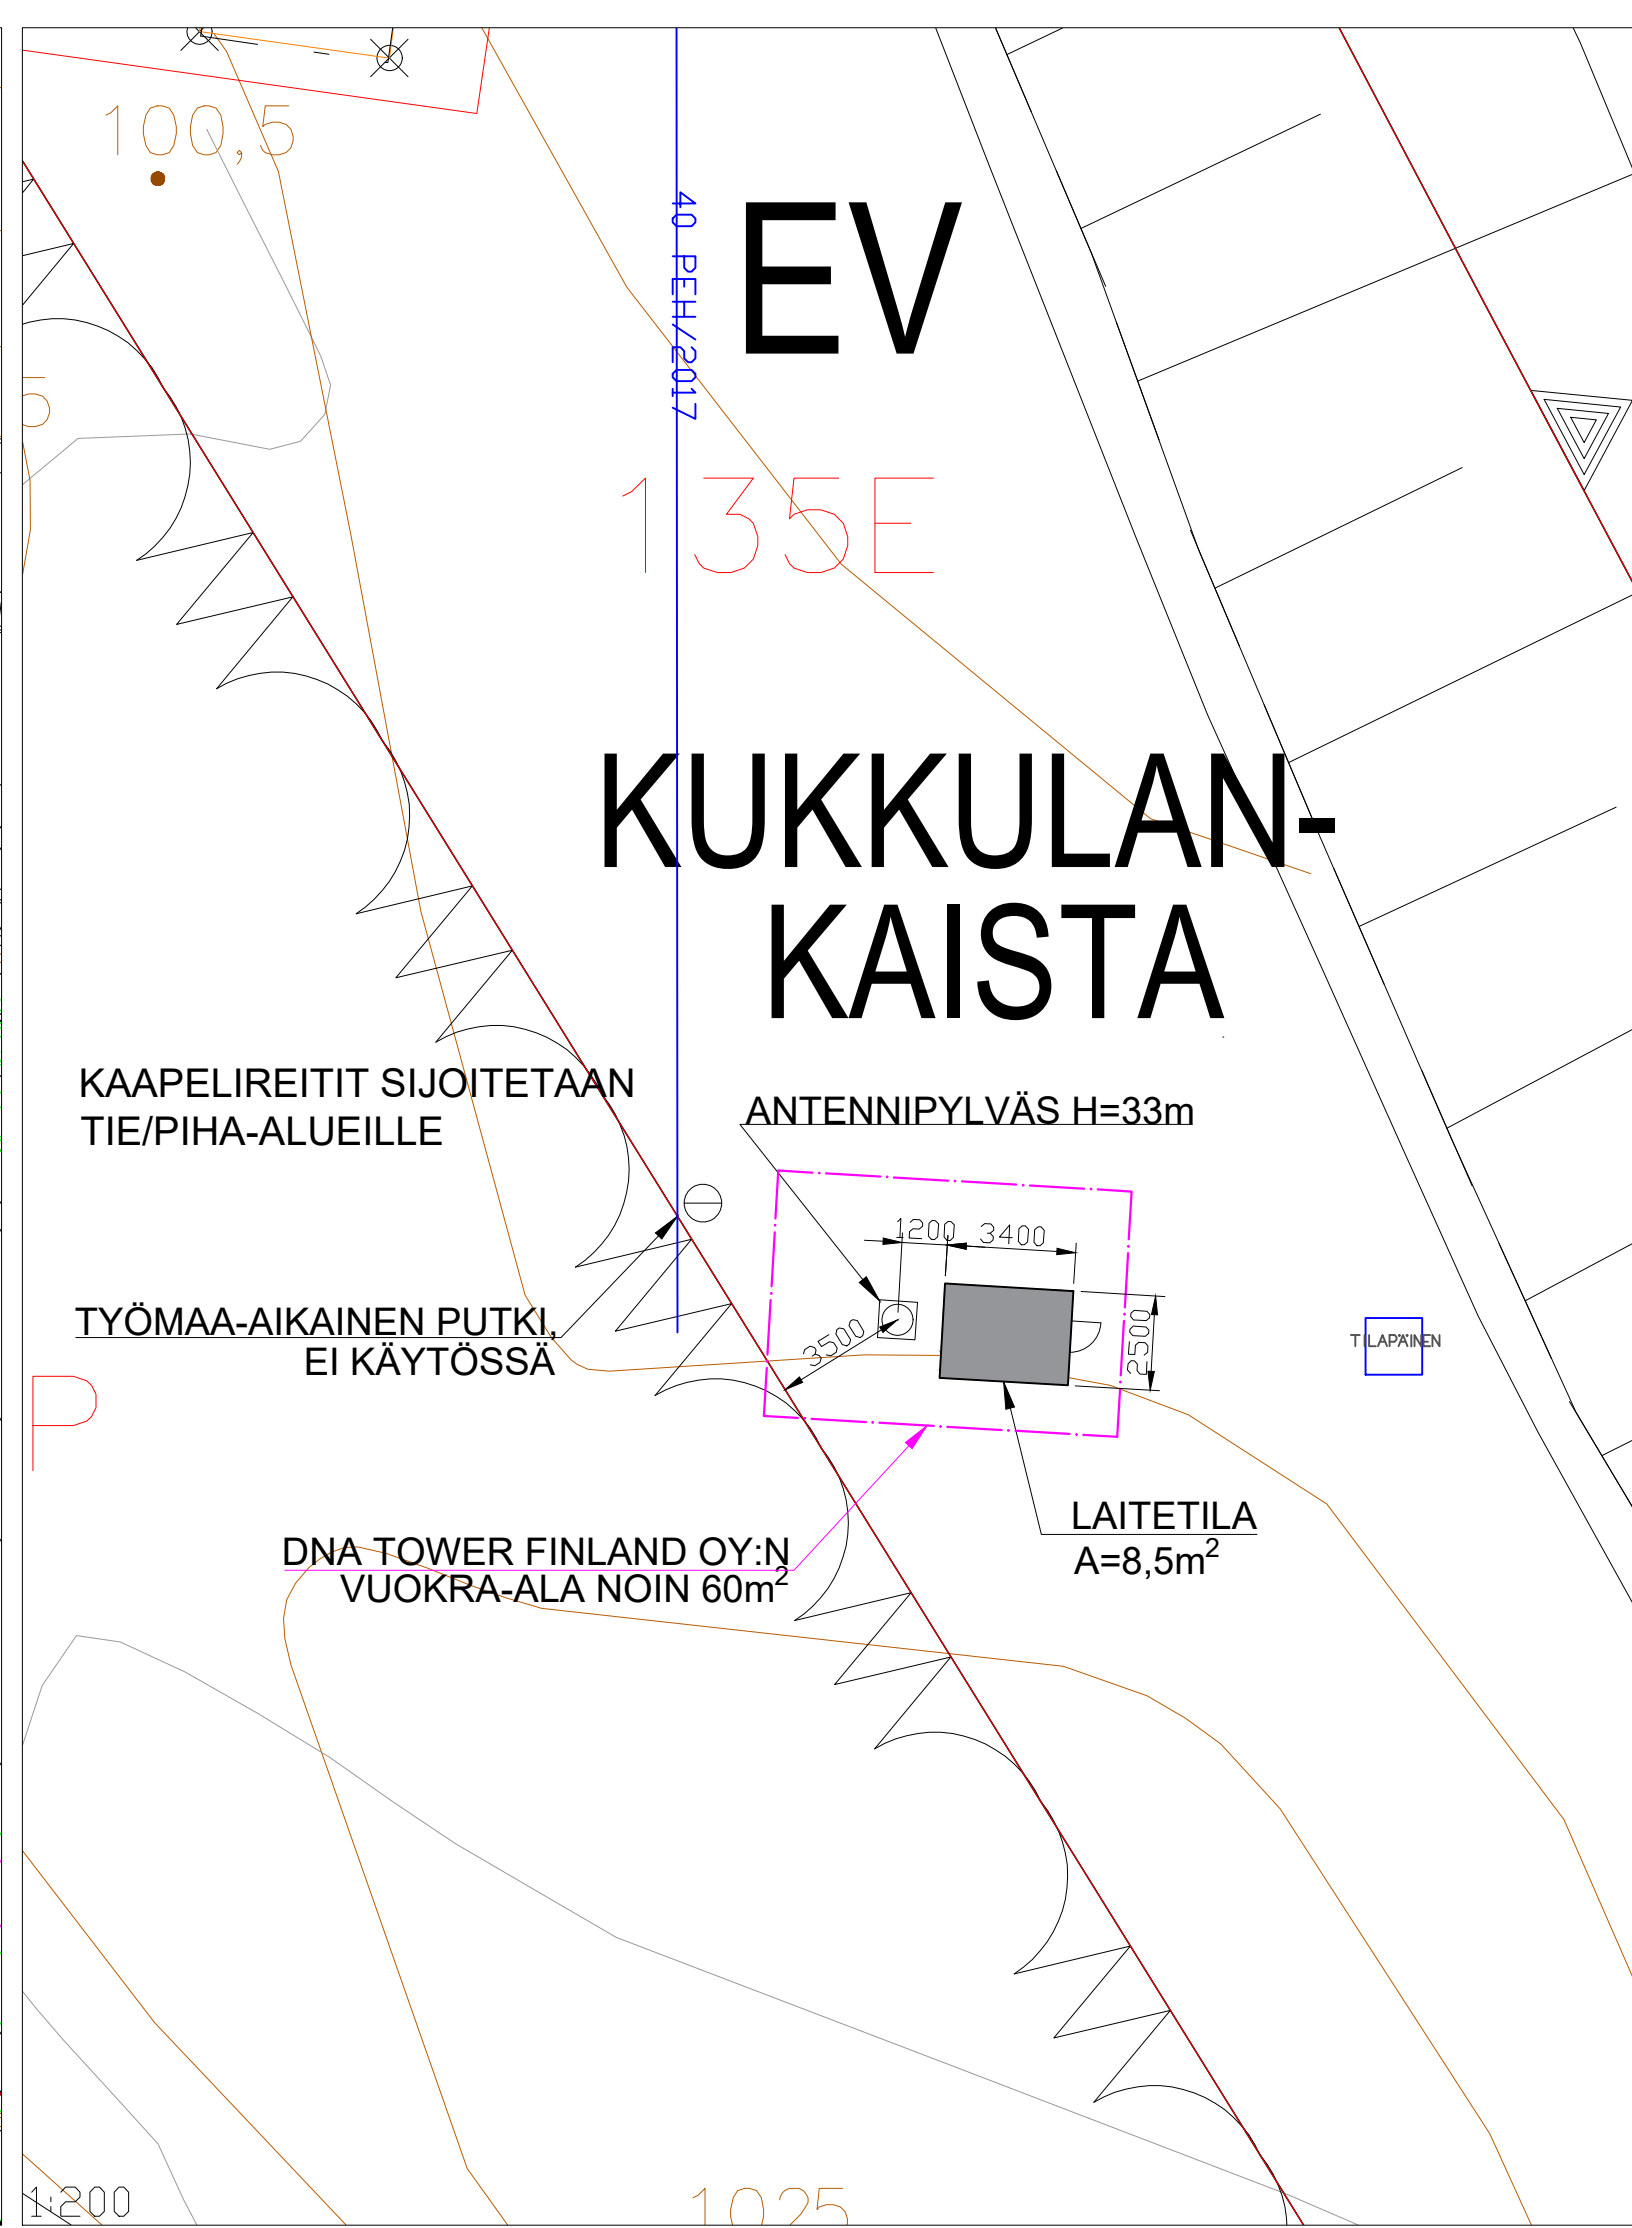 100,5
5
40 PEH/2017
EV
135E
KUKKULAN-
KAISTA
KAAPELIREITIT SIJOITETAAN
TIE/PIHA-ALUEILLE
ANTENNIPYLVÄS H=33m
1200 3400
2500
3500
TYÖMAA-AIKAINEN PUTKI,
EI KÄYTÖSSÄ
TILAPÄINEN
P
LAITETILA
A=8,5m²
DNA TOWER FINLAND OY:N
VUOKRA-ALA NOIN 60m²
1:200
1025